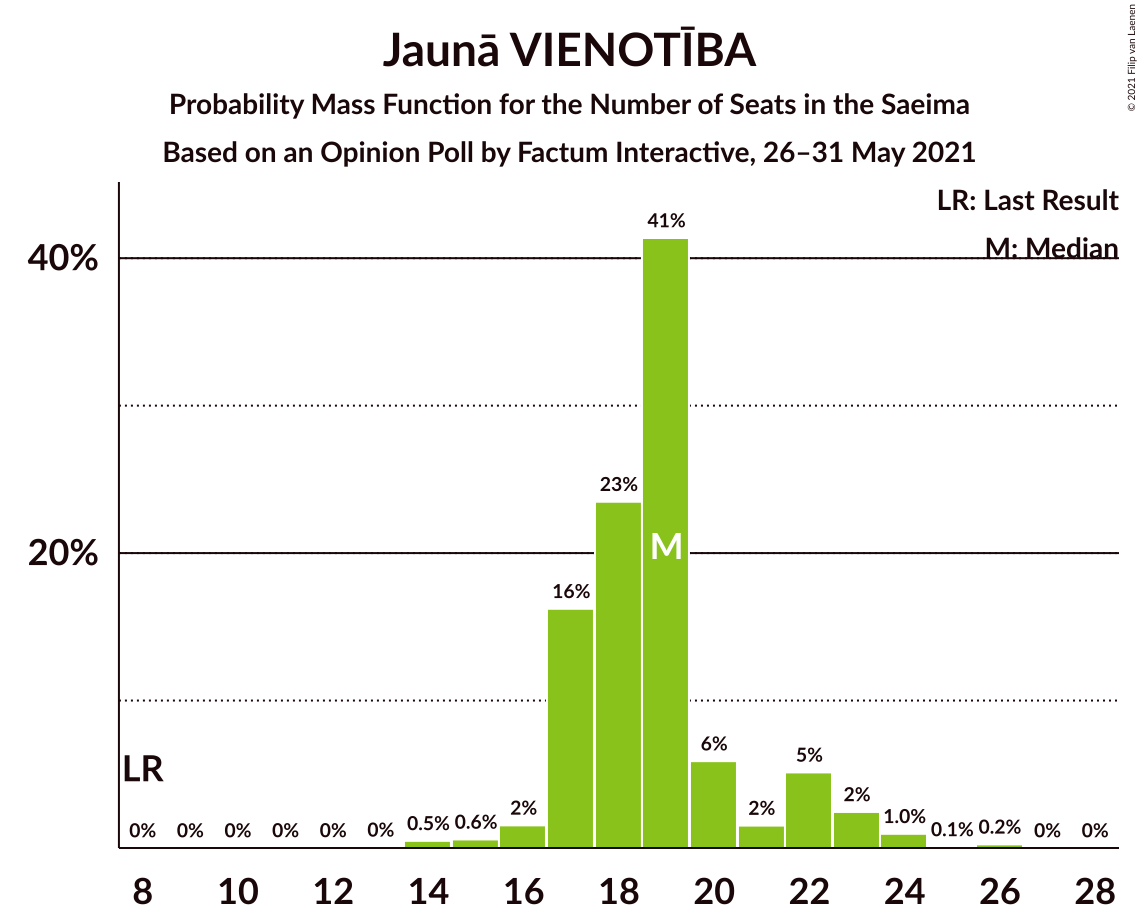 Jaunā VIENOTĪBA
Probability Mass Function for the Number of Seats in the Saeima
Based on an Opinion Poll by Factum Interactive, 26–31 May 2021
© 2021 Filip van Laenen
LR: Last Result
M: Median
40%
20%
41%
23%
M
16%
6%
5%
LR
2%
2%
2%
0% 0% 0% 0% 0% 0% 0.5% 0.6% 1.0% 0.1% 0.2% 0% 0%
8 10 12 14 16 18 20 22 24 26 28